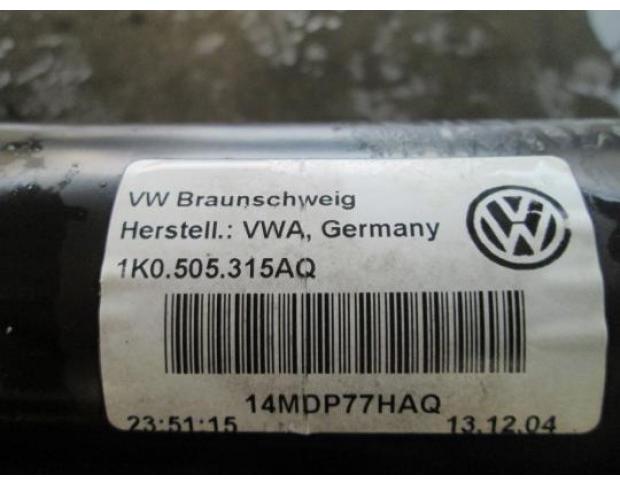 VW Braunschweig
Herstell.: VWA, Germany
1K0.505.315AQ
14MDP77HAQ
23:51:15 13.12.04